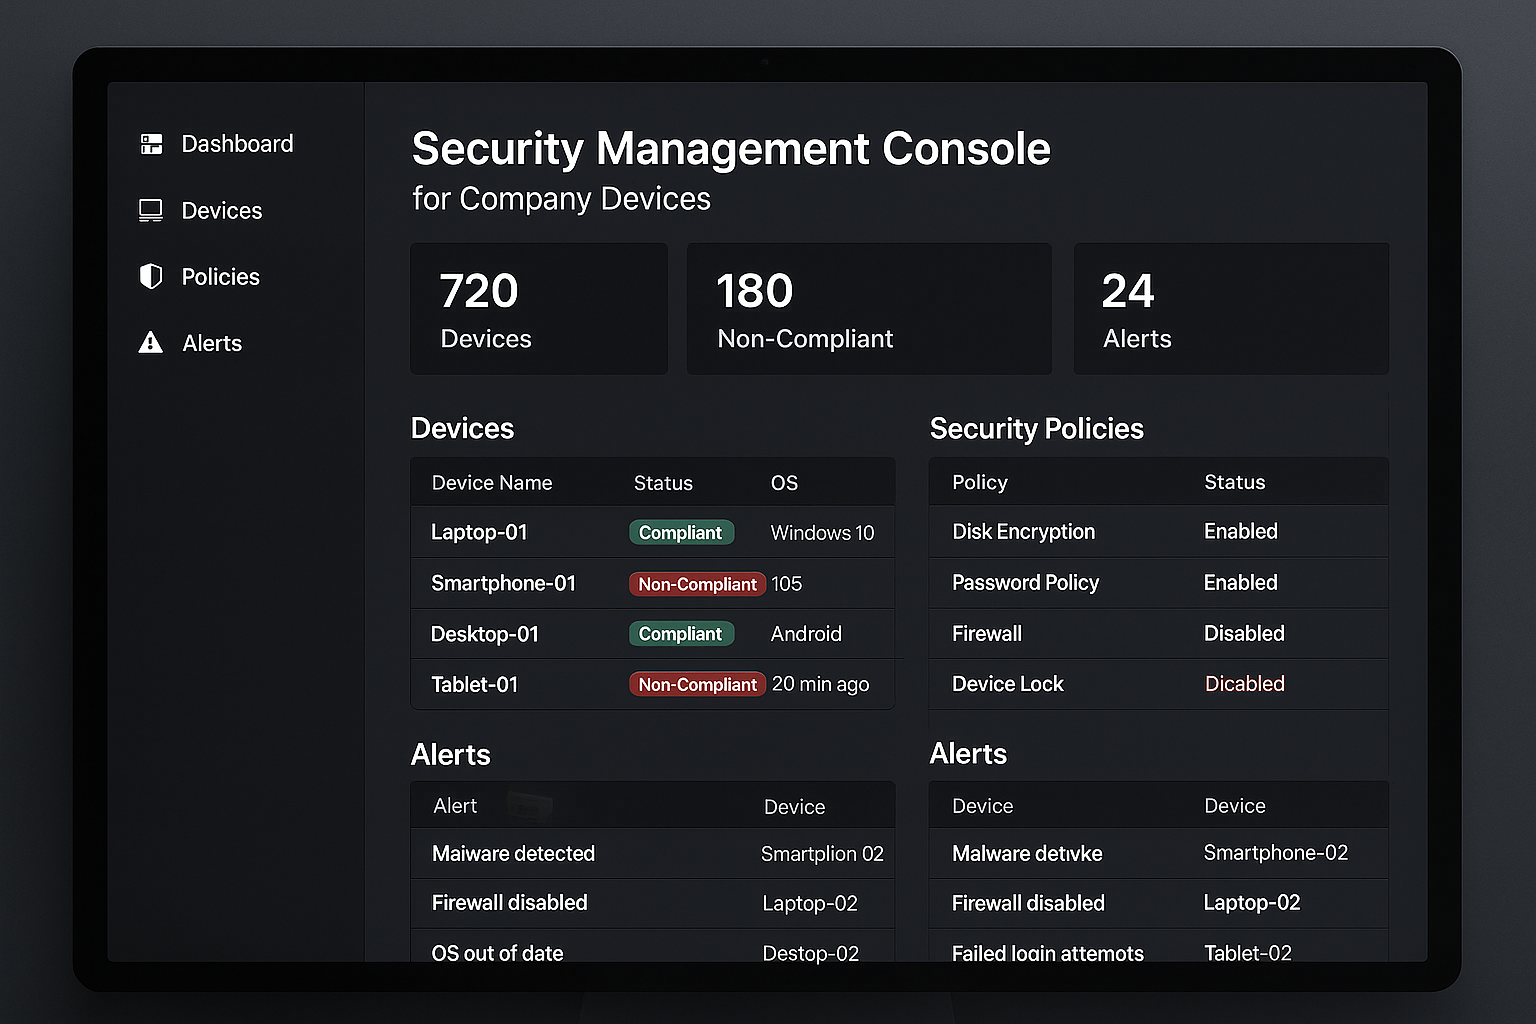 Dashboard
Devices
Policies
Alerts
Security Management Console
for Company Devices
720
Devices
180
Non-Compliant
24
Alerts
Devices
Device Name Status OS
Laptop-01 Compliant Windows 10
Smartphone-01 Non-Compliant 105
Desktop-01 Compliant Android
Tablet-01 Non-Compliant 20 min ago
Security Policies
Policy Status
Disk Encryption Enabled
Password Policy Enabled
Firewall Disabled
Device Lock Dicabled
Alerts
Alert Device
Maiware detected Smartplion 02
Firewall disabled Laptop-02
OS out of date Destop-02
Alerts
Device Device
Malware detıvke Smartphone-02
Firewall disabled Laptop-02
Failed login attemots Tablet-02